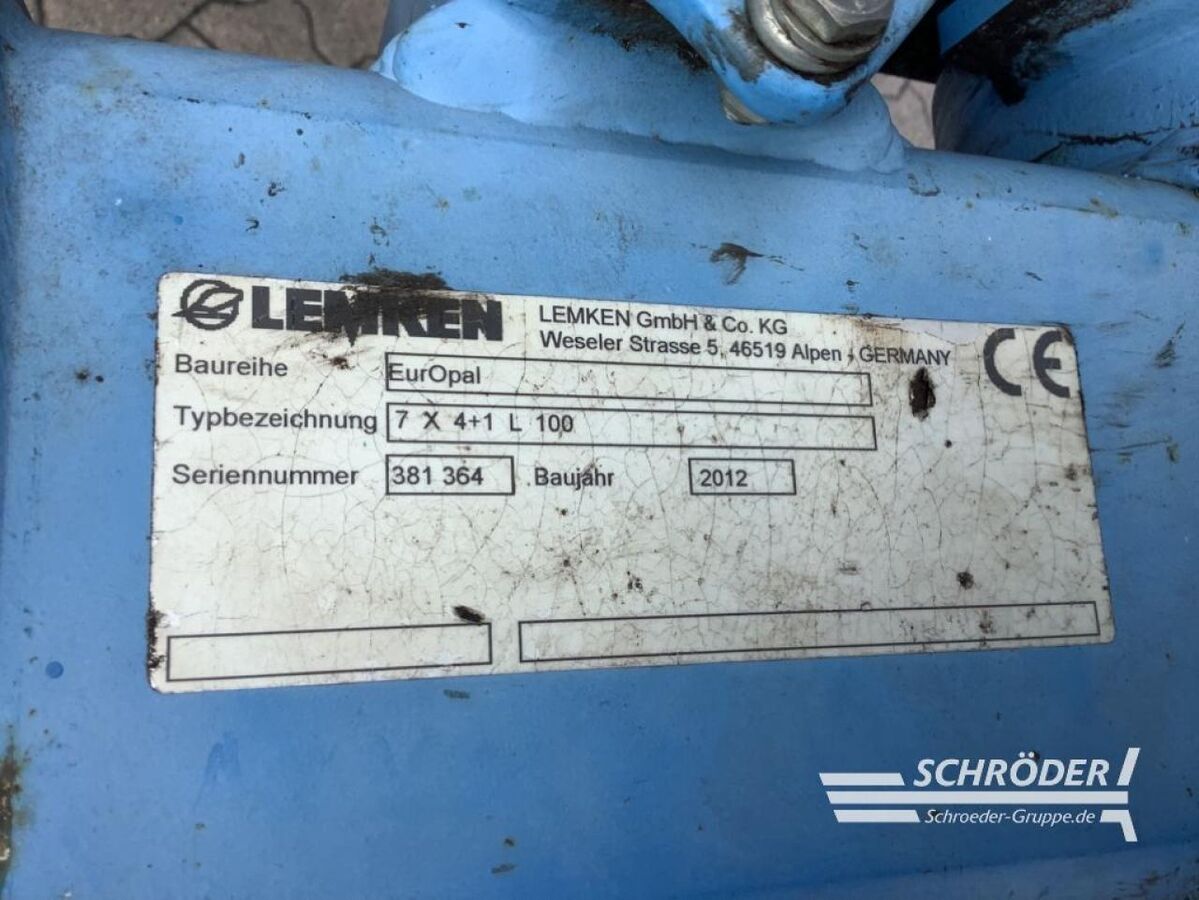 LEMKEN
LEMKEN GmbH & Co. KG
Weseler Strasse 5, 46519 Alpen - GERMANY
CE
Baureihe EurOpal
Typbezeichnung 7 X 4+1 L 100
Seriennummer 381 364 Baujahr 2012
SCHRÖDER
Schroeder-Gruppe.de